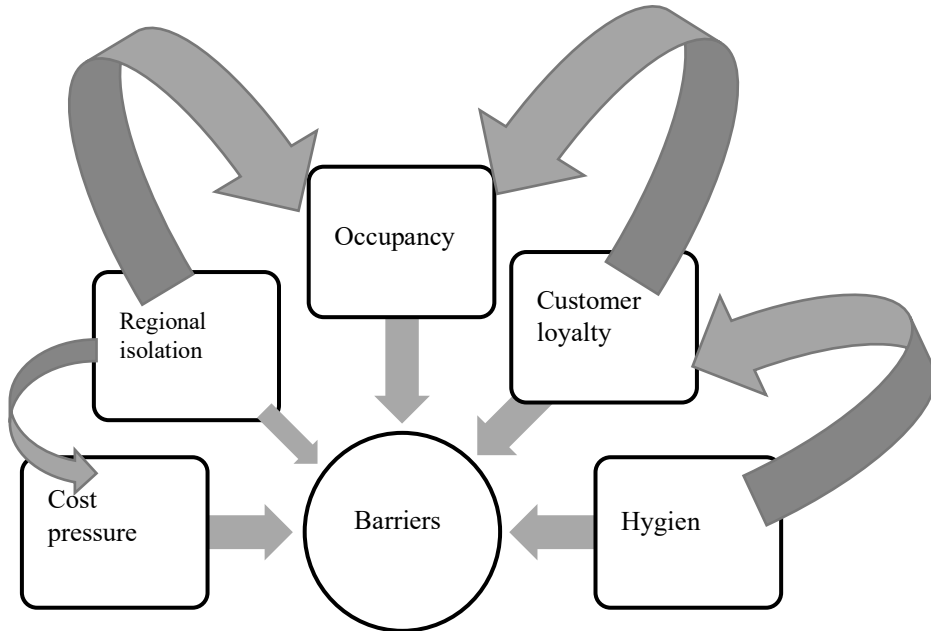 Occupancy
Customer
loyalty
Regional
isolation
Cost
pressure
Barriers
Hygien